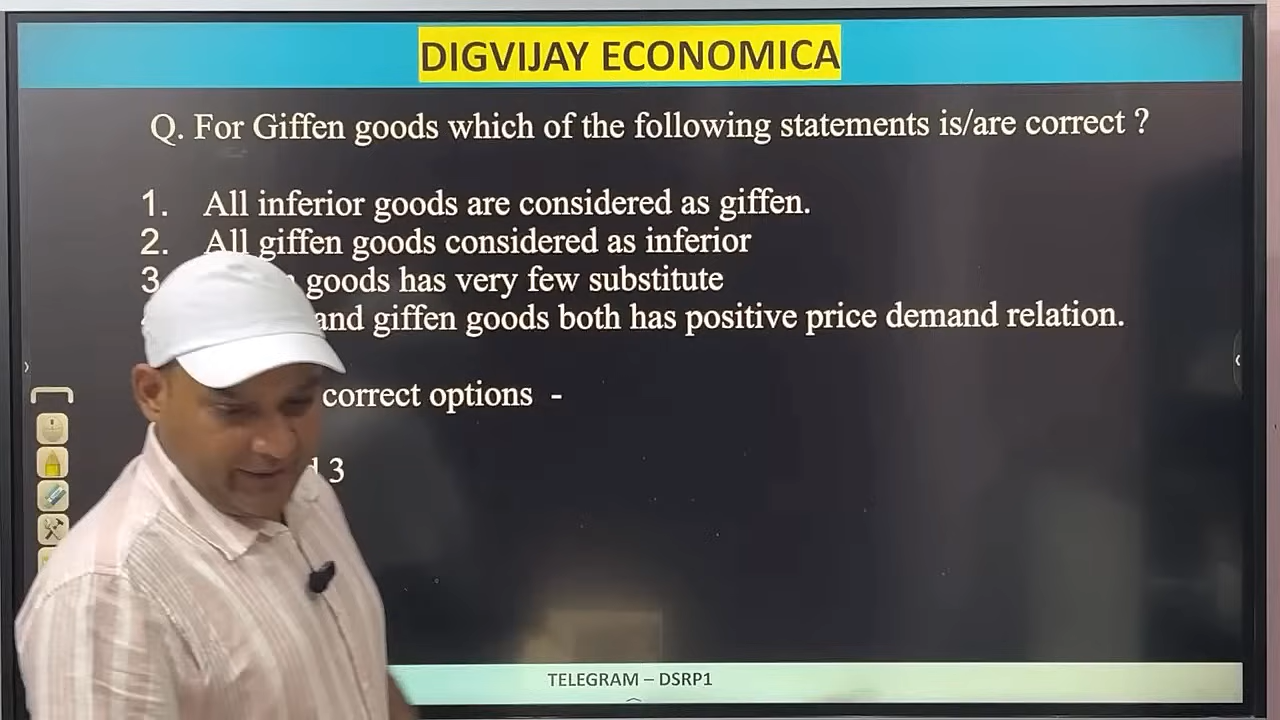 DIGVIJAY ECONOMICA
Q. For Giffen goods which of the following statements is/are correct ?
1. All inferior goods are considered as giffen.
2. All giffen goods considered as inferior
3 goods has very few substitute
and giffen goods both has positive price demand relation.
correct options -
3
TELEGRAM – DSRP1